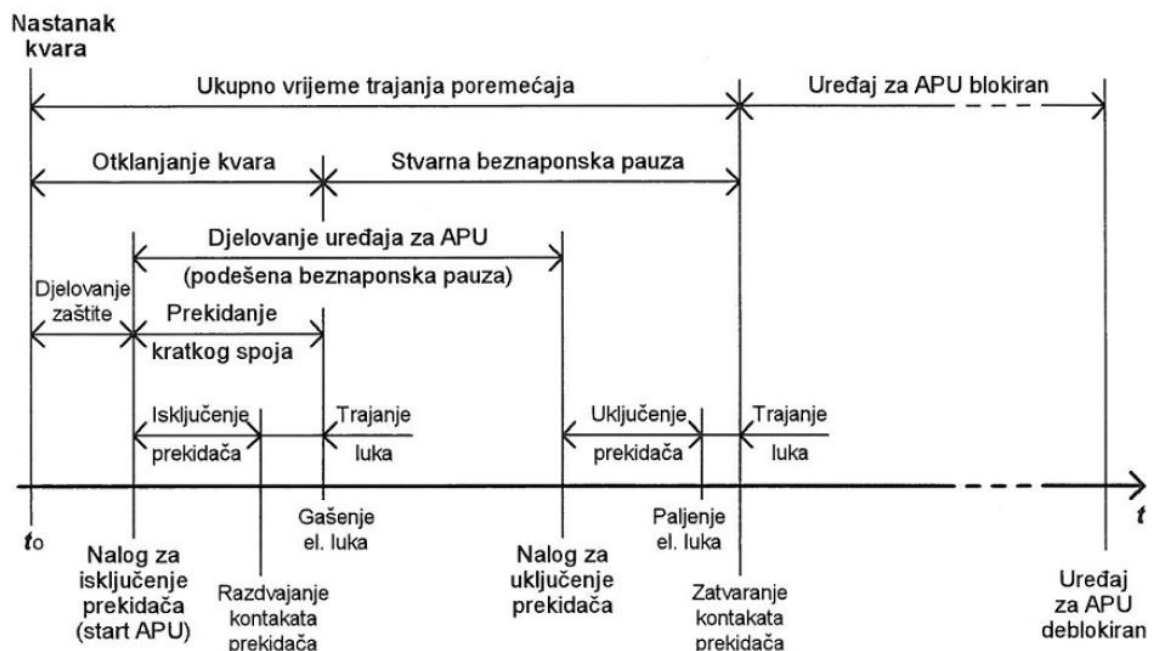 Nastanak
kvara
Ukupno vrijeme trajanja poremećaja
Uređaj za APU blokiran
Otklanjanje kvara
Stvarna beznaponska pauza
Djelovanje uređaja za APU
(podešena beznaponska pauza)
Djelovanje
zaštite
Prekidanje
kratkog spoja
Isključenje
prekidača
Trajanje
luka
Uključenje
prekidača
Trajanje
luka
to
Nalog za
isključenje
prekidača
(start APU)
Razdvajanje
kontakata
prekidača
Gašenje
el. luka
Nalog za
uključenje
prekidača
Paljenje
el. luka
Zatvaranje
kontakata
prekidača
t
Uređaj
za APU
deblokiran